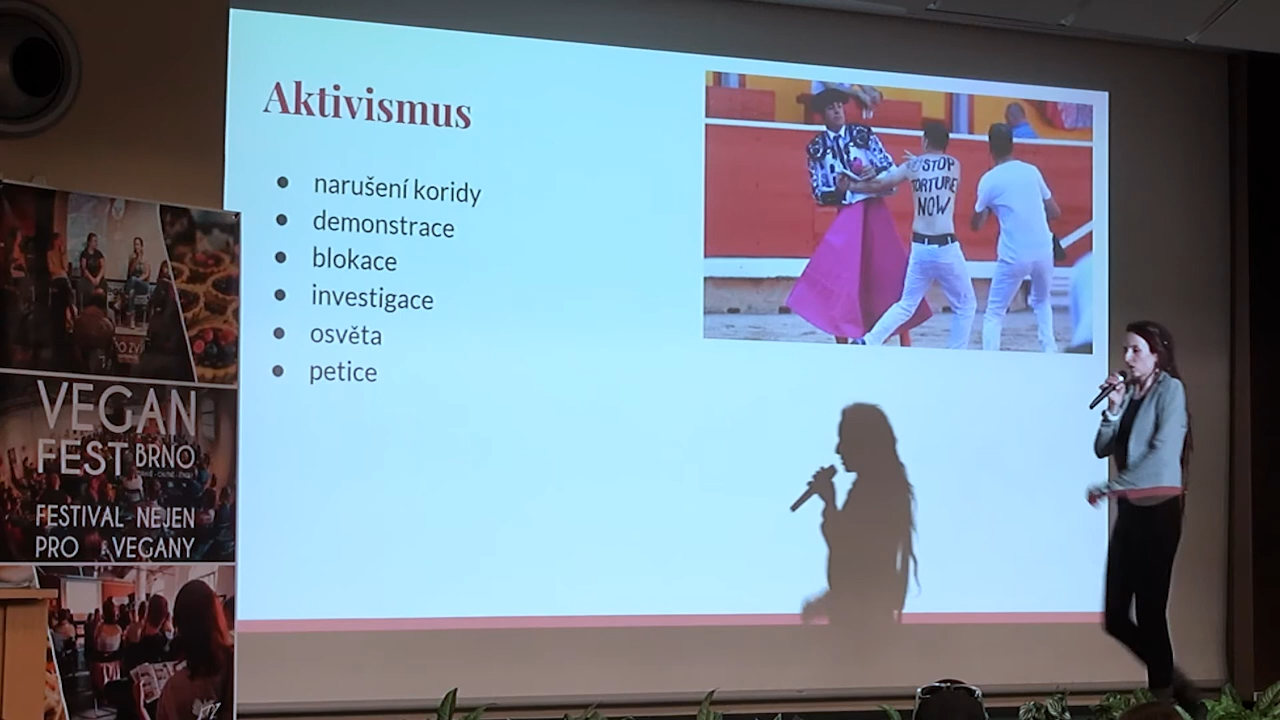 Aktivismus
narušení koridy
demonstrace
blokace
investigace
osvěta
petice
STOP
TORTURE
NOW
VEGAN
FEST BRNO
FESTIVAL NEJEN
PRO VEGANY